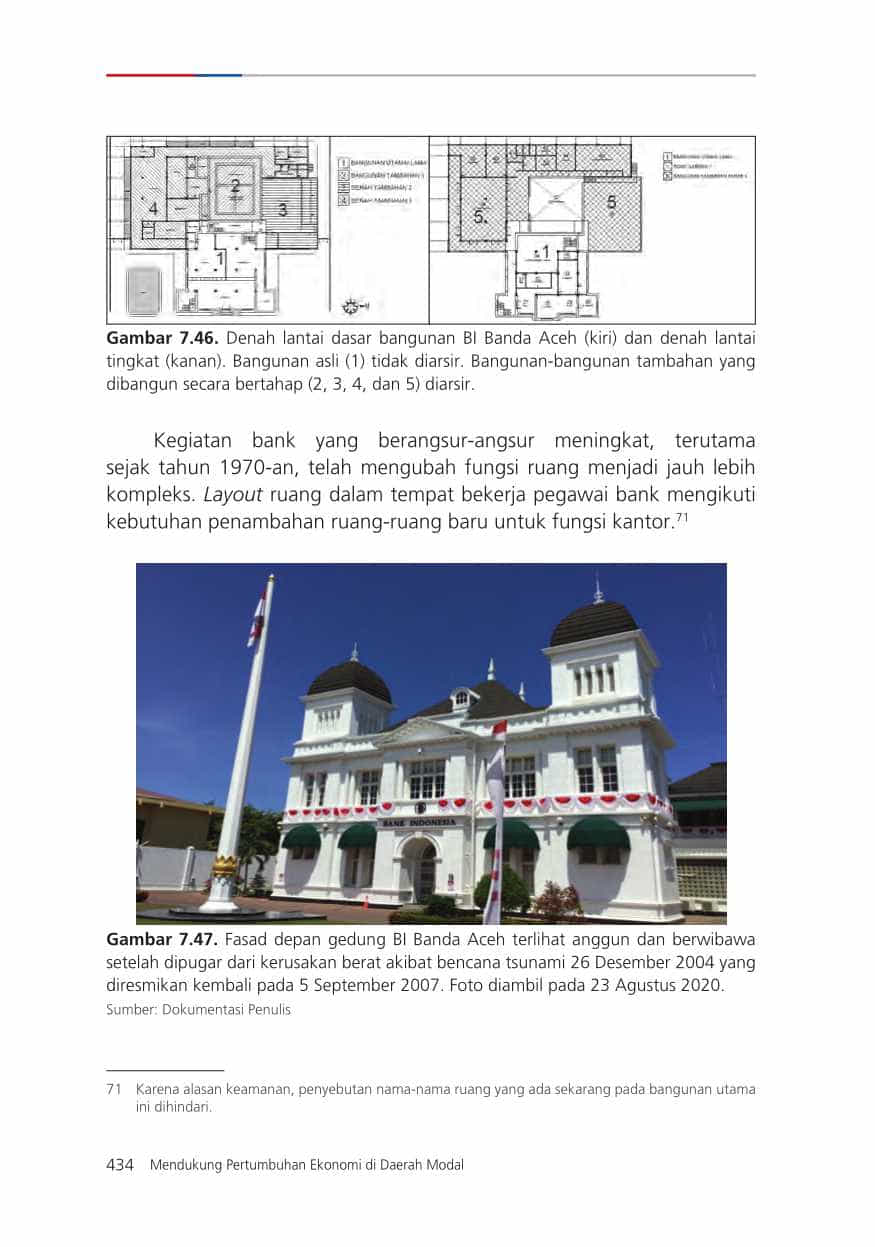 4
2
3
1
1 BANGUNAN UTAMA LAMA
2 BANGUNAN TAMBAHAN 1
3 DENAH TAMBAHAN 2
4
5
5
1
1
5
Gambar 7.46. Denah lantai dasar bangunan BI Banda Aceh (kiri) dan denah lantai
tingkat (kanan). Bangunan asli (1) tidak diarsir. Bangunan-bangunan tambahan yang
dibangun secara bertahap (2, 3, 4, dan 5) diarsir.
Kegiatan bank yang berangsur-angsur meningkat, terutama
sejak tahun 1970-an, telah mengubah fungsi ruang menjadi jauh lebih
kompleks. Layout ruang dalam tempat bekerja pegawai bank mengikuti
kebutuhan penambahan ruang-ruang baru untuk fungsi kantor.71
BANK INDONESIA
Gambar 7.47. Fasad depan gedung BI Banda Aceh terlihat anggun dan berwibawa
setelah dipugar dari kerusakan berat akibat bencana tsunami 26 Desember 2004 yang
diresmikan kembali pada 5 September 2007. Foto diambil pada 23 Agustus 2020.
Sumber: Dokumentasi Penulis
71 Karena alasan keamanan, penyebutan nama-nama ruang yang ada sekarang pada bangunan utama
ini dihindari.
434 Mendukung Pertumbuhan Ekonomi di Daerah Modal